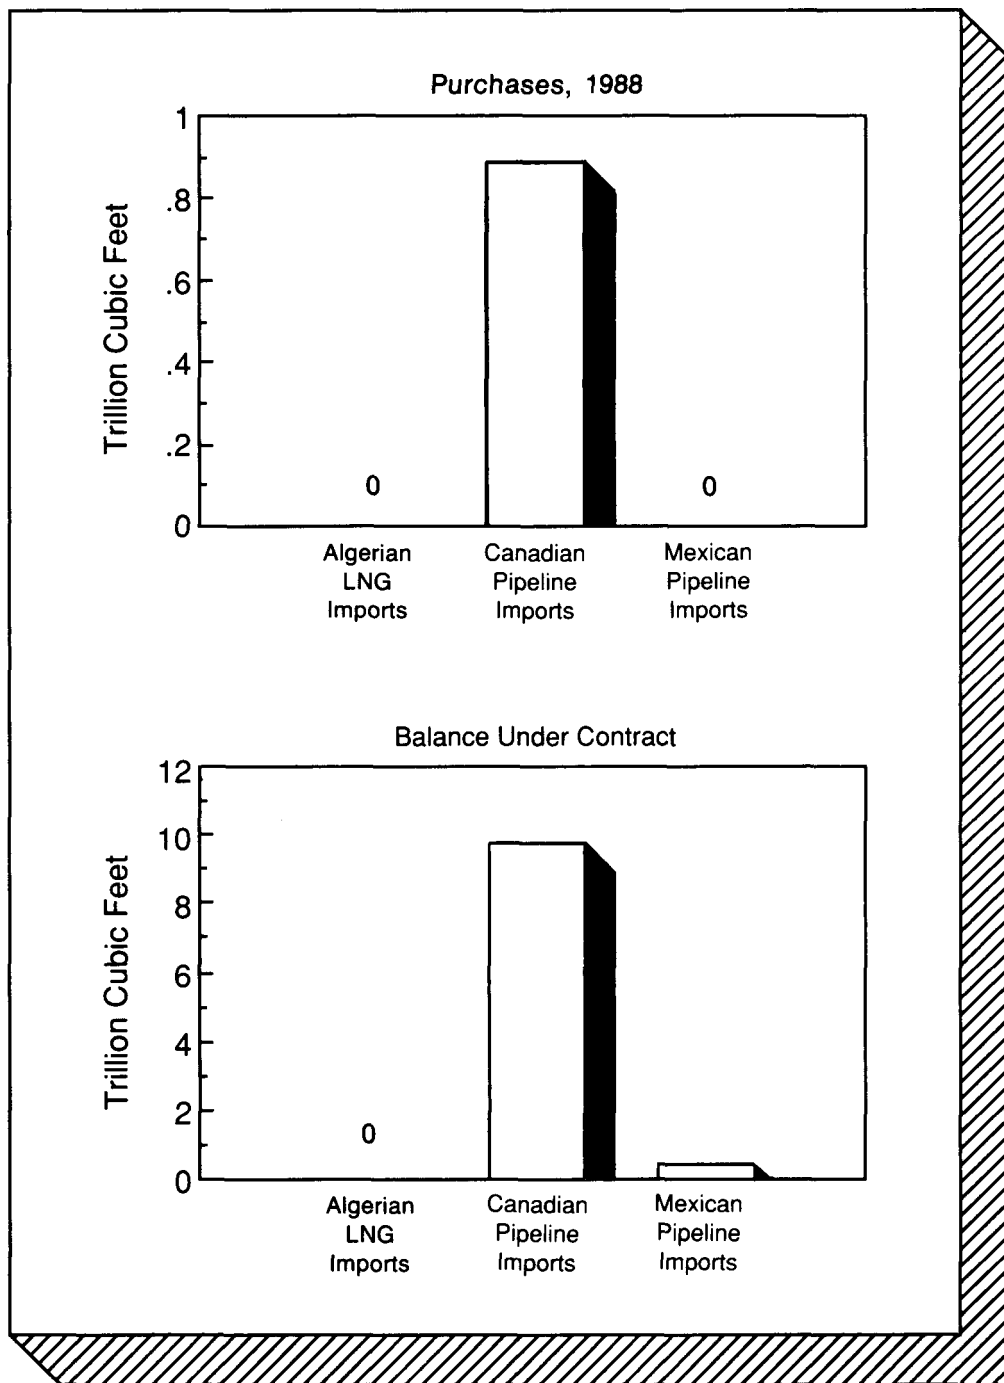 Purchases, 1988
Trillion Cubic Feet
1
.8
.6
.4
.2
0
0
0
Algerian
LNG
Imports
Canadian
Pipeline
Imports
Mexican
Pipeline
Imports
Balance Under Contract
Trillion Cubic Feet
12
10
8
6
4
2
0
0
Algerian
LNG
Imports
Canadian
Pipeline
Imports
Mexican
Pipeline
Imports